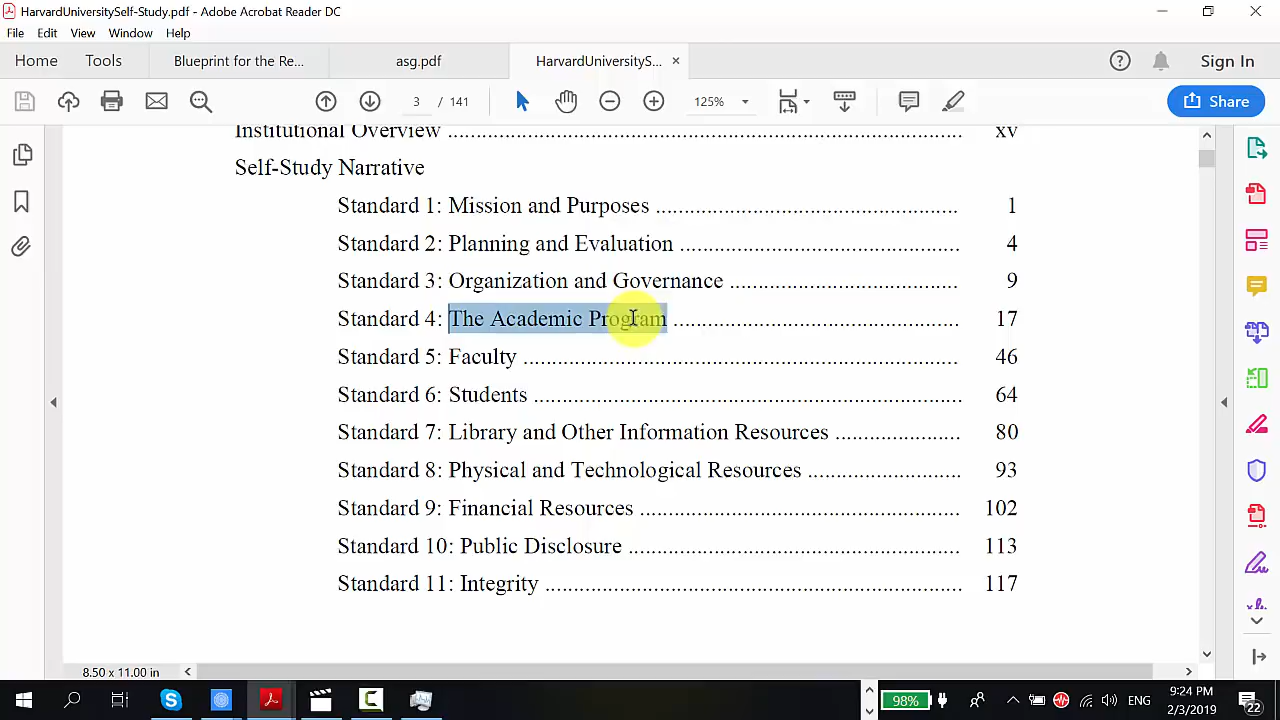 HarvardUniversitySelf-Study.pdf - Adobe Acrobat Reader DC
File Edit View Window Help
Home Tools Blueprint for the Re... asg.pdf HarvardUniversityS... × Sign In
3 / 141 125% Share
Institutional Overview ........ xv
Self-Study Narrative
Standard 1: Mission and Purposes ........ 1
Standard 2: Planning and Evaluation ........ 4
Standard 3: Organization and Governance ........ 9
Standard 4: The Academic Program ........ 17
Standard 5: Faculty ........ 46
Standard 6: Students ........ 64
Standard 7: Library and Other Information Resources ........ 80
Standard 8: Physical and Technological Resources ........ 93
Standard 9: Financial Resources ........ 102
Standard 10: Public Disclosure ........ 113
Standard 11: Integrity ........ 117
8.50 x 11.00 in
98% ENG 9:24 PM
2/3/2019 22